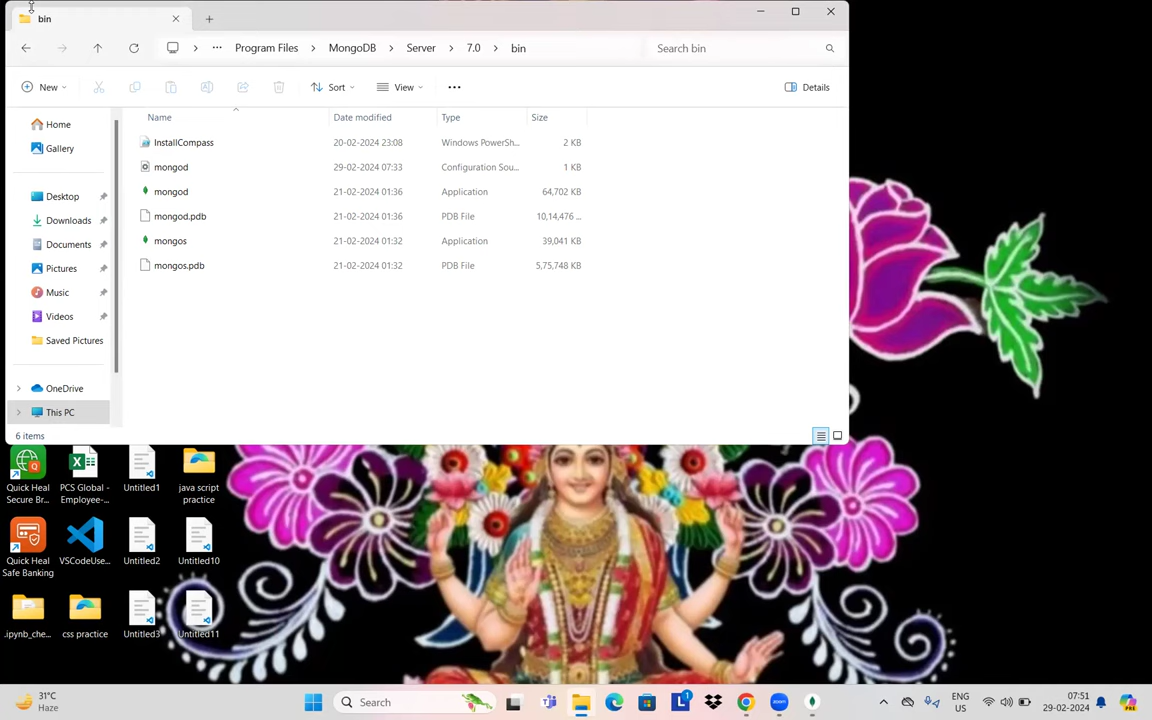 bin
Program Files > MongoDB > Server > 7.0 > bin
Search bin
New
Sort
View
Details
Name Date modified Type Size
InstallCompass 20-02-2024 23:08 Windows PowerSh... 2 KB
mongod 29-02-2024 07:33 Configuration Sou... 1 KB
mongod 21-02-2024 01:36 Application 64,702 KB
mongod.pdb 21-02-2024 01:36 PDB File 10,14,476 ...
mongos 21-02-2024 01:32 Application 39,041 KB
mongos.pdb 21-02-2024 01:32 PDB File 5,75,748 KB
Home
Gallery
Desktop
Downloads
Documents
Pictures
Music
Videos
Saved Pictures
OneDrive
This PC
6 items
Quick Heal
Secure Br...
PCS Global -
Employee-...
Untitled1
java script
practice
Quick Heal
Safe Banking
VSCodeUse...
Untitled2
Untitled10
.ipynb_che...
css practice
Untitled3
Untitled11
31°C
Haze
Search
1
ENG
US
07:51
29-02-2024
PRE